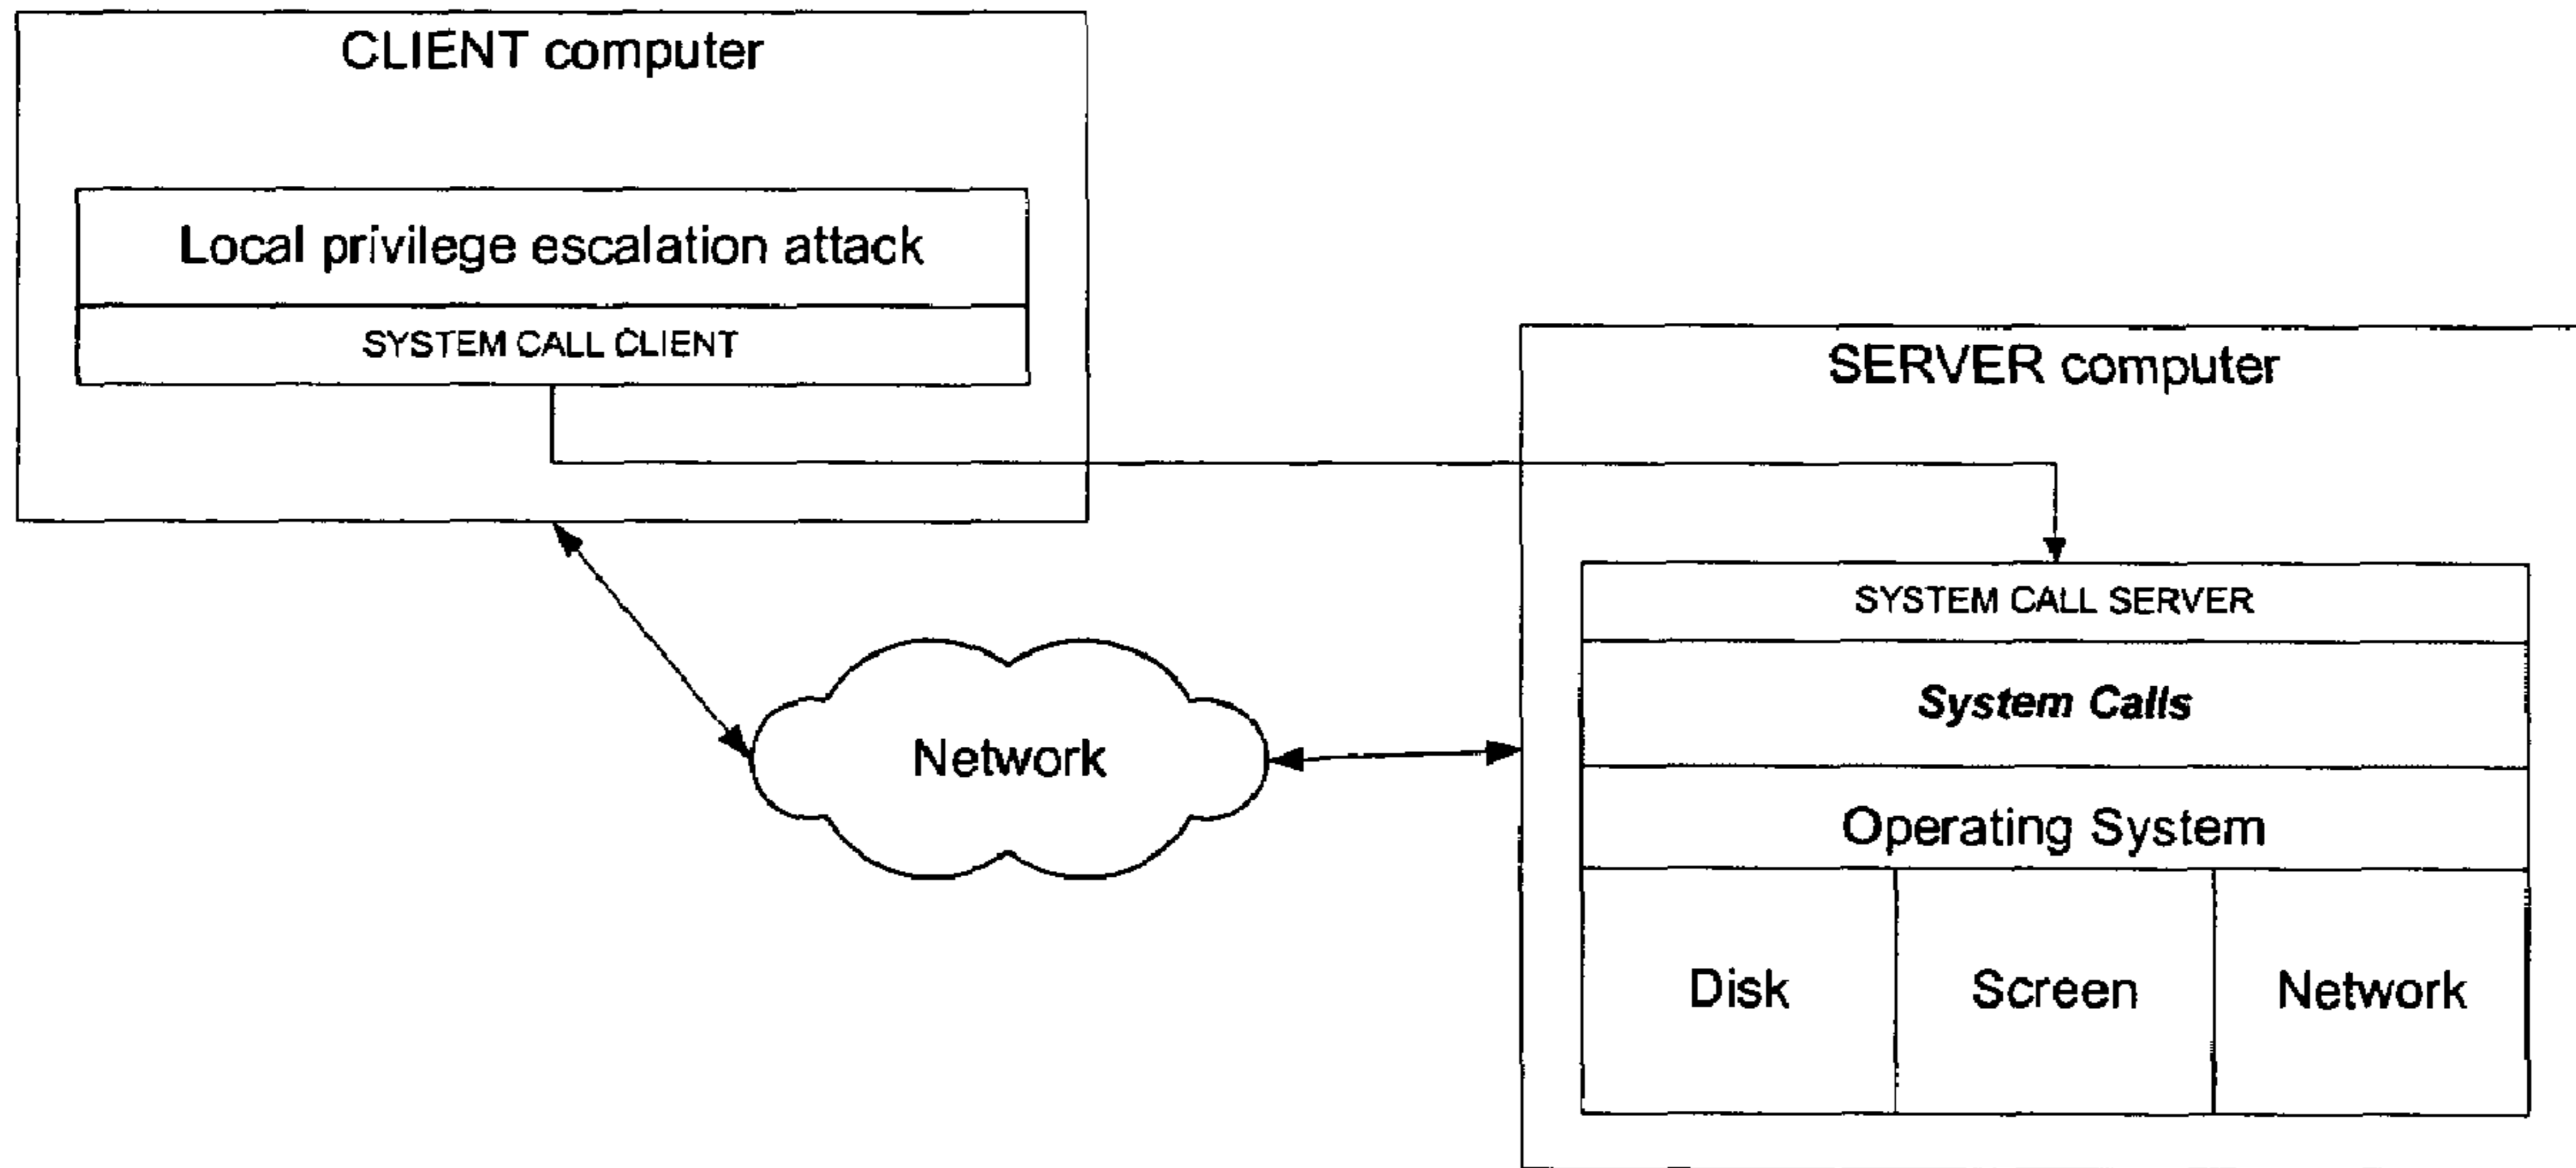 CLIENT computer
Local privilege escalation attack
SYSTEM CALL CLIENT
SERVER computer
SYSTEM CALL SERVER
System Calls
Network
Operating System
Disk
Screen
Network